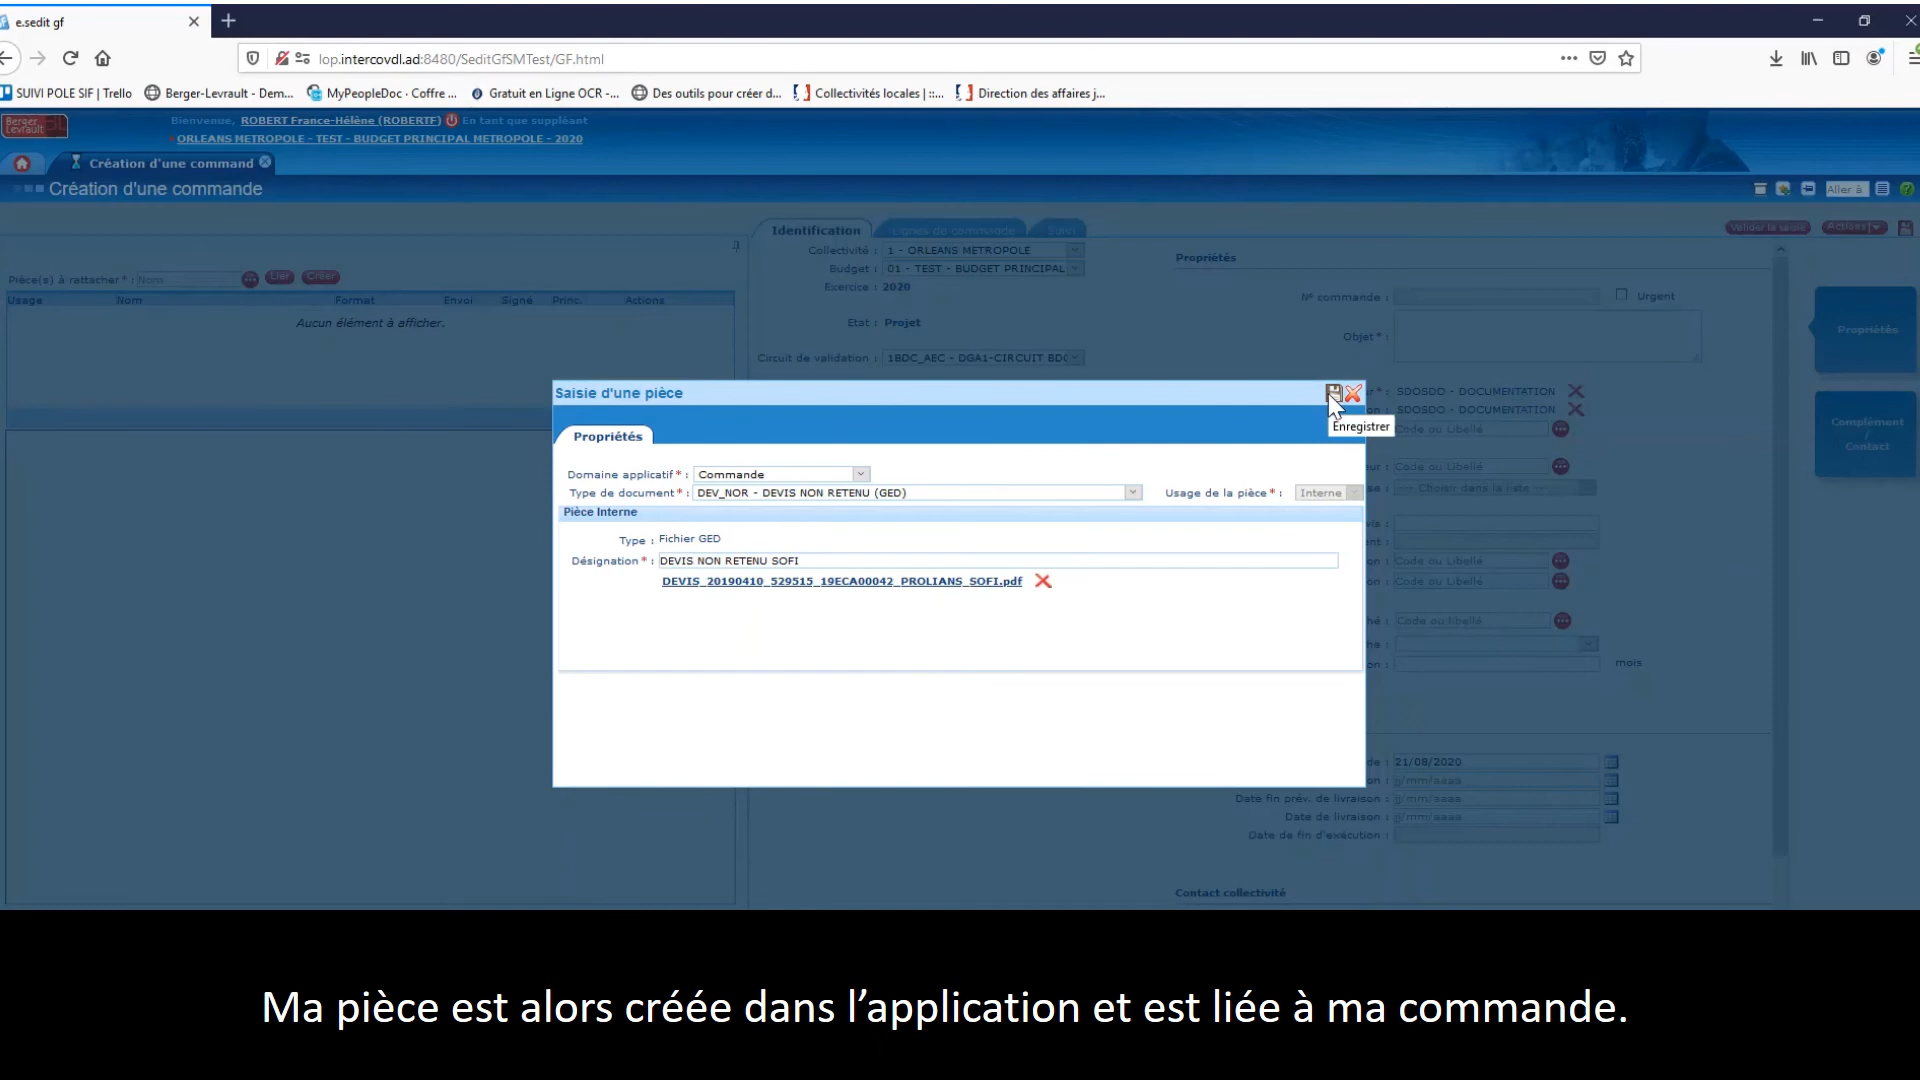 e.sedit gf
lop.intercovdl.ad:8480/SeditGfSMTest/GF.html
SUIVI POLE SIF | Trello
Berger-Levrault - Dem...
MyPeopleDoc · Coffre ...
Gratuit en Ligne OCR -...
Des outils pour créer d...
Collectivités locales | ::...
Direction des affaires j...
Berger Levrault
Bienvenue, ROBERT France-Hélène (ROBERTF) En tant que suppléant
ORLEANS METROPOLE - TEST - BUDGET PRINCIPAL METROPOLE - 2020
Création d'une command
Création d'une commande
Aller à
Identification
Lignes de commande
Suivi
Valider la saisie
Actions
Pièce(s) à rattacher * : Nom
Lier
Créer
Usage Nom Format Envoi Signé Princ. Actions
Aucun élément à afficher.
Collectivité : 1 - ORLEANS METROPOLE
Budget : 01 - TEST - BUDGET PRINCIPAL
Exercice : 2020
Etat : Projet
Circuit de validation : 1BDC_AEC - DGA1-CIRCUIT BDC
Propriétés
N° commande :
Urgent
Objet * :
SDOSDO - DOCUMENTATION
SDOSDO - DOCUMENTATION
Code ou Libellé
Code ou Libellé
--- Choisir dans la liste ---
Code ou Libellé
Code ou Libellé
Code ou libellé
mois
21/08/2020
jj/mm/aaaa
Date fin prév. de livraison : jj/mm/aaaa
Date de livraison : jj/mm/aaaa
Date de fin d'exécution :
Contact collectivité
Propriétés
Complément
/
Contact
Saisie d'une pièce
Enregistrer
Propriétés
Domaine applicatif * : Commande
Type de document * : DEV_NOR - DEVIS NON RETENU (GED)
Usage de la pièce * : Interne
Pièce Interne
Type : Fichier GED
Désignation * : DEVIS NON RETENU SOFI
DEVIS_20190410_529515_19ECA00042_PROLIANS_SOFI.pdf
Ma pièce est alors créée dans l'application et est liée à ma commande.